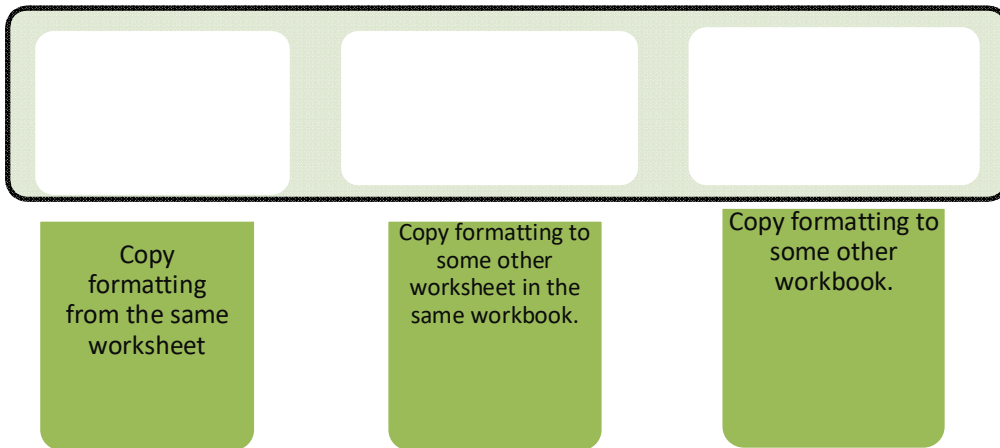 Copy
formatting
from the same
worksheet
Copy formatting to
some other
worksheet in the
same workbook.
Copy formatting to
some other
workbook.